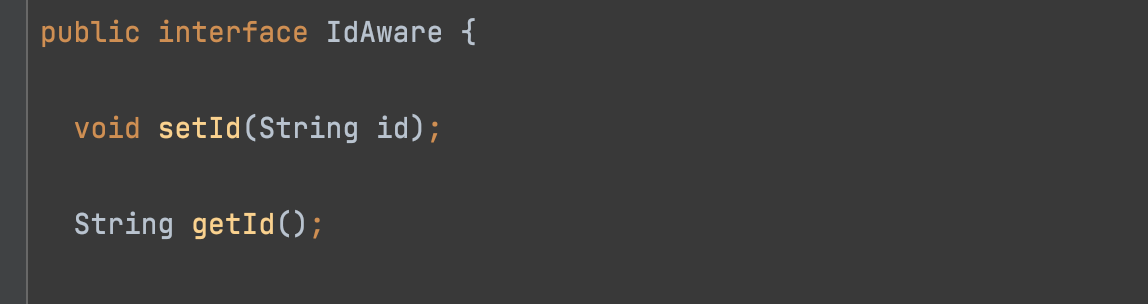 public interface IdAware {
void setId(String id);
String getId();